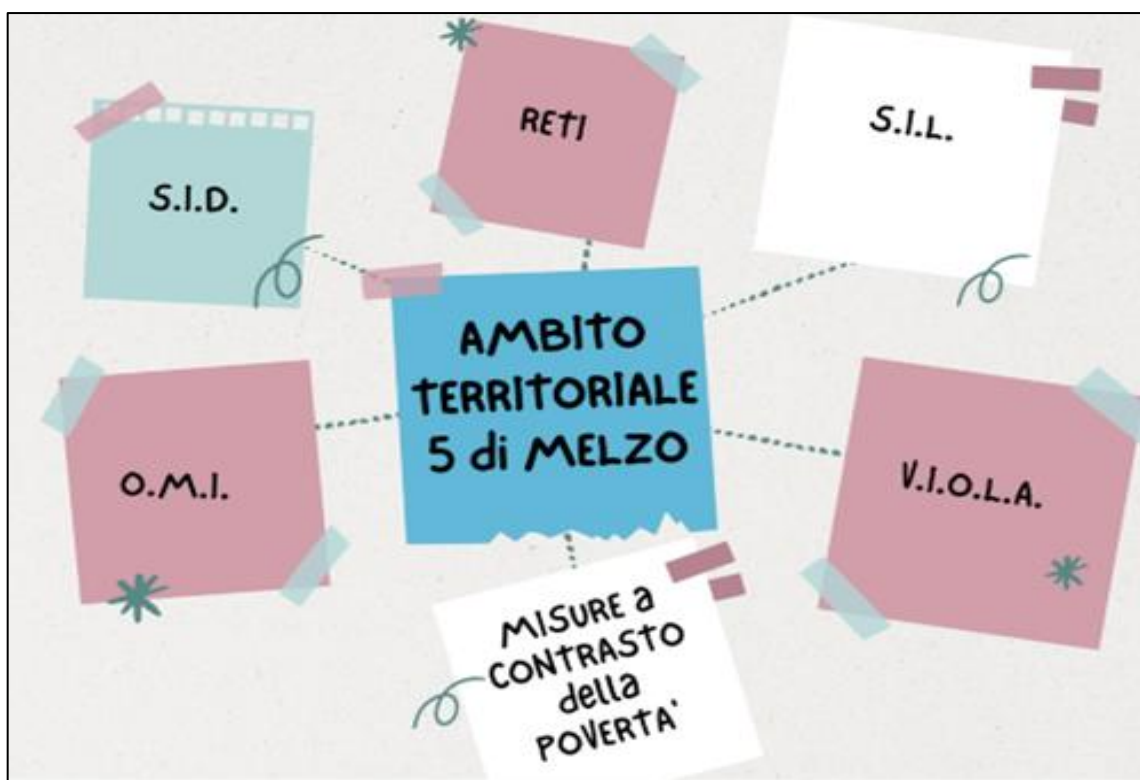 RETI
S.I.L.
S.I.D.
AMBITO
TERRITORIALE
5 di MELZO
O.M.I.
V.I.O.L.A.
MISURE a
CONTRASTO
della
POVERTA'